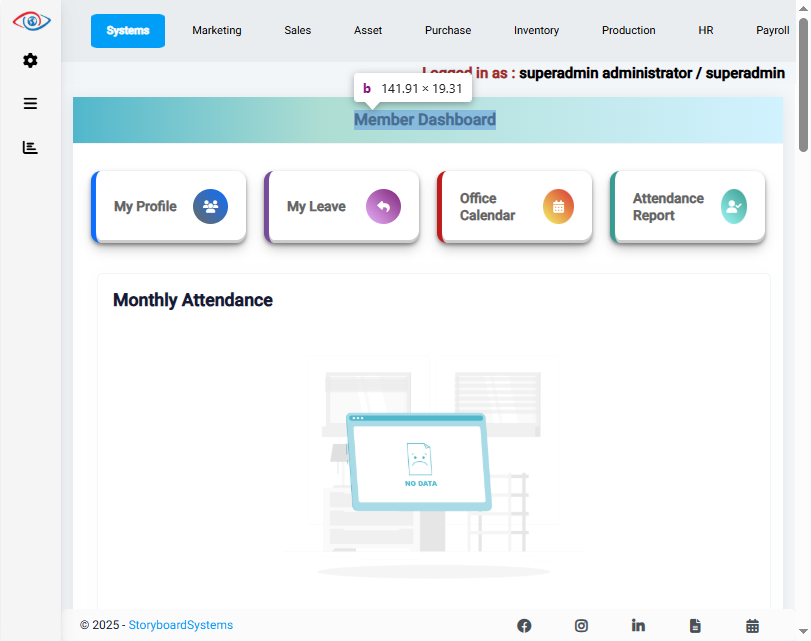 Systems Marketing Sales Asset Purchase Inventory Production HR Payroll
Logged in as : superadmin administrator / superadmin
b 141.91 × 19.31
Member Dashboard
My Profile
My Leave
Office
Calendar
Attendance
Report
Monthly Attendance
NO DATA
© 2025 - StoryboardSystems